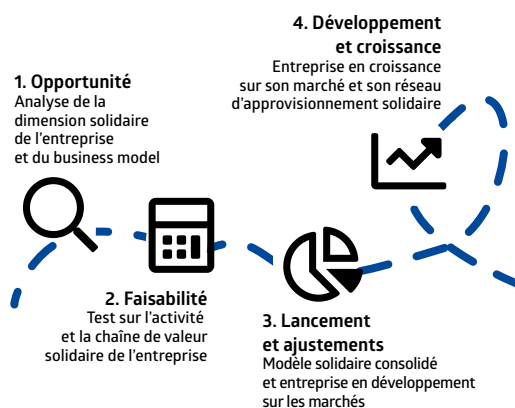 1. Opportunité
Analyse de la
dimension solidaire
de l'entreprise
et du business model
2. Faisabilité
Test sur l'activité
et la chaîne de valeur
solidaire de l'entreprise
3. Lancement
et ajustements
Modèle solidaire consolidé
et entreprise en développement
sur les marchés
4. Développement
et croissance
Entreprise en croissance
sur son marché et son réseau
d'approvisionnement solidaire